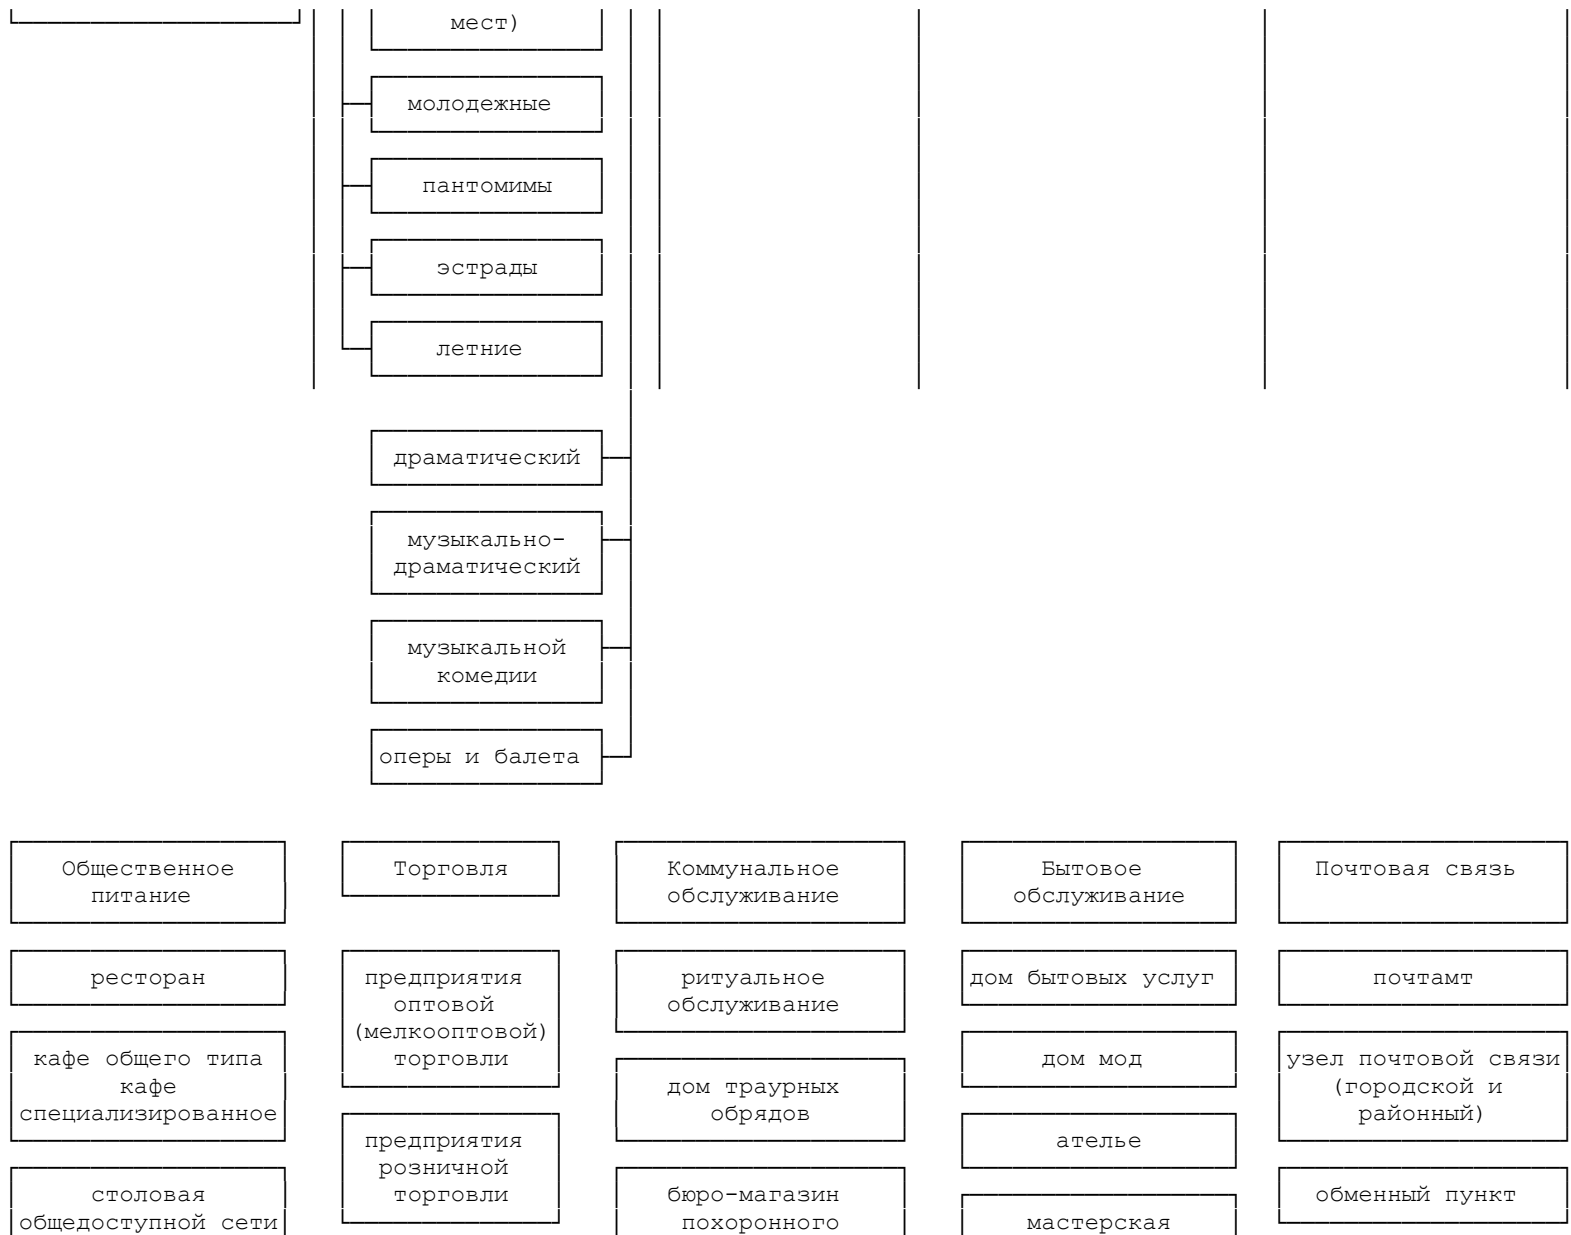 мест)
молодежные
пантомимы
эстрады
летние
драматический
музыкально-
драматический
музыкальной
комедии
оперы и балета
Общественное
питание
ресторан
кафе общего типа
кафе
специализированное
столовая
общедоступной сети
Торговля
предприятия
оптовой
(мелкооптовой)
торговли
предприятия
розничной
торговли
Коммунальное
обслуживание
ритуальное
обслуживание
дом траурных
обрядов
бюро-магазин
похоронного
Бытовое
обслуживание
дом бытовых услуг
дом мод
ателье
мастерская
Почтовая связь
почтамт
узел почтовой связи
(городской и
районный)
обменный пункт